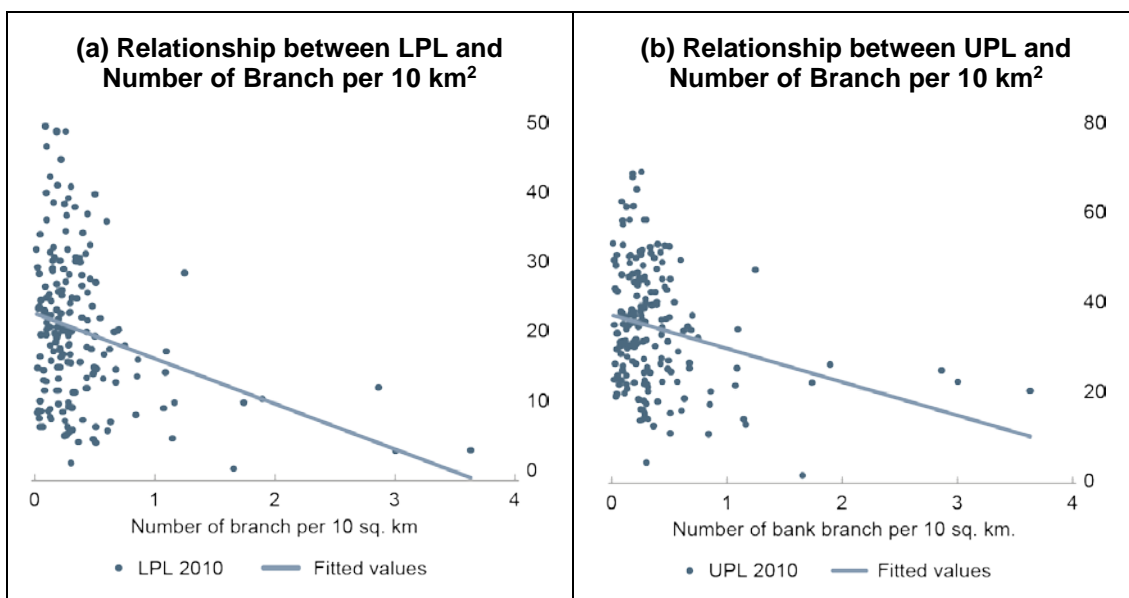 (a) Relationship between LPL and
Number of Branch per 10 km²
50
40
30
20
10
0
0 1 2 3 4
Number of branch per 10 sq. km
LPL 2010 Fitted values
(b) Relationship between UPL and
Number of Branch per 10 km²
80
60
40
20
0
0 1 2 3 4
Number of bank branch per 10 sq. km.
UPL 2010 Fitted values